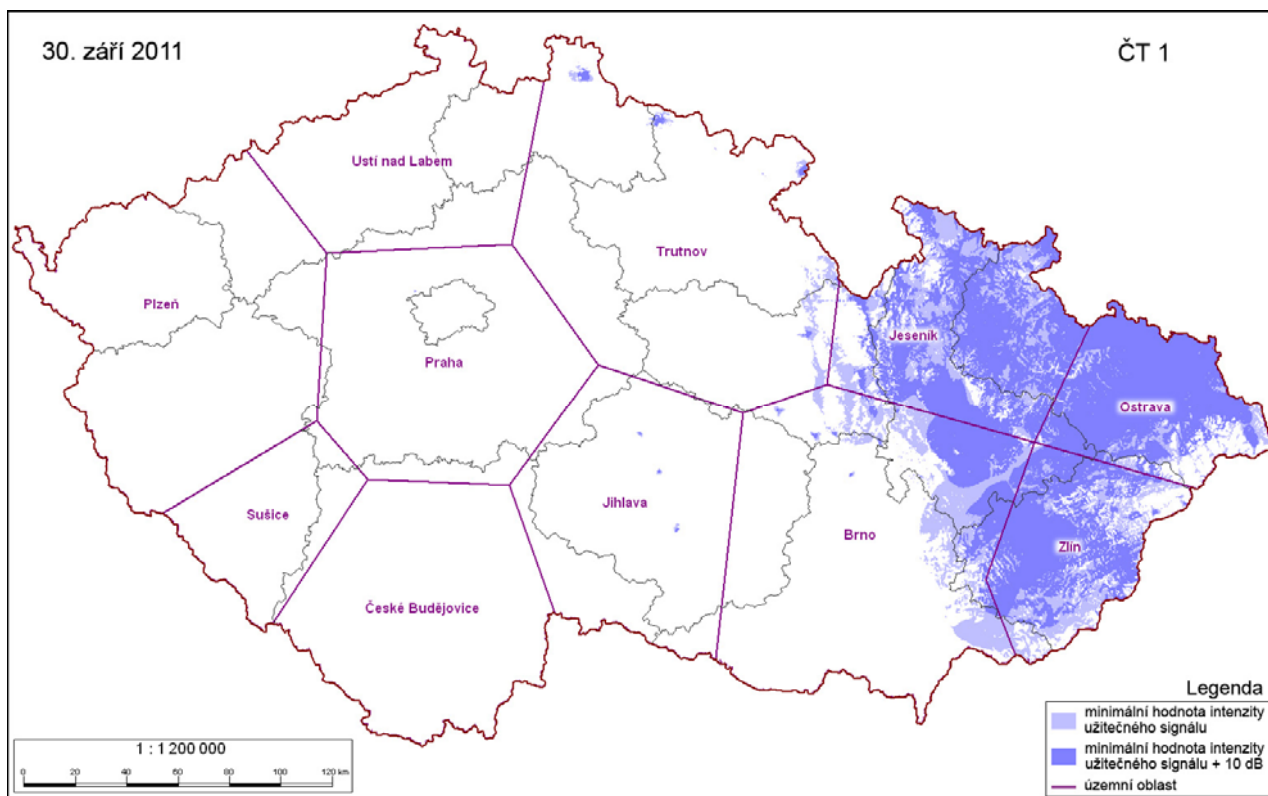 30. září 2011
ČT 1
Ustí nad Labem
Trutnov
Plzeň
Jeseník
Praha
Ostrava
Sušice
Jihlava
Brno
Zlín
České Budějovice
Legenda
minimální hodnota intenzity
užitečného signálu
minimální hodnota intenzity
užitečného signálu + 10 dB
územní oblast
1 : 1 200 000
0 20 40 60 80 100 120 km